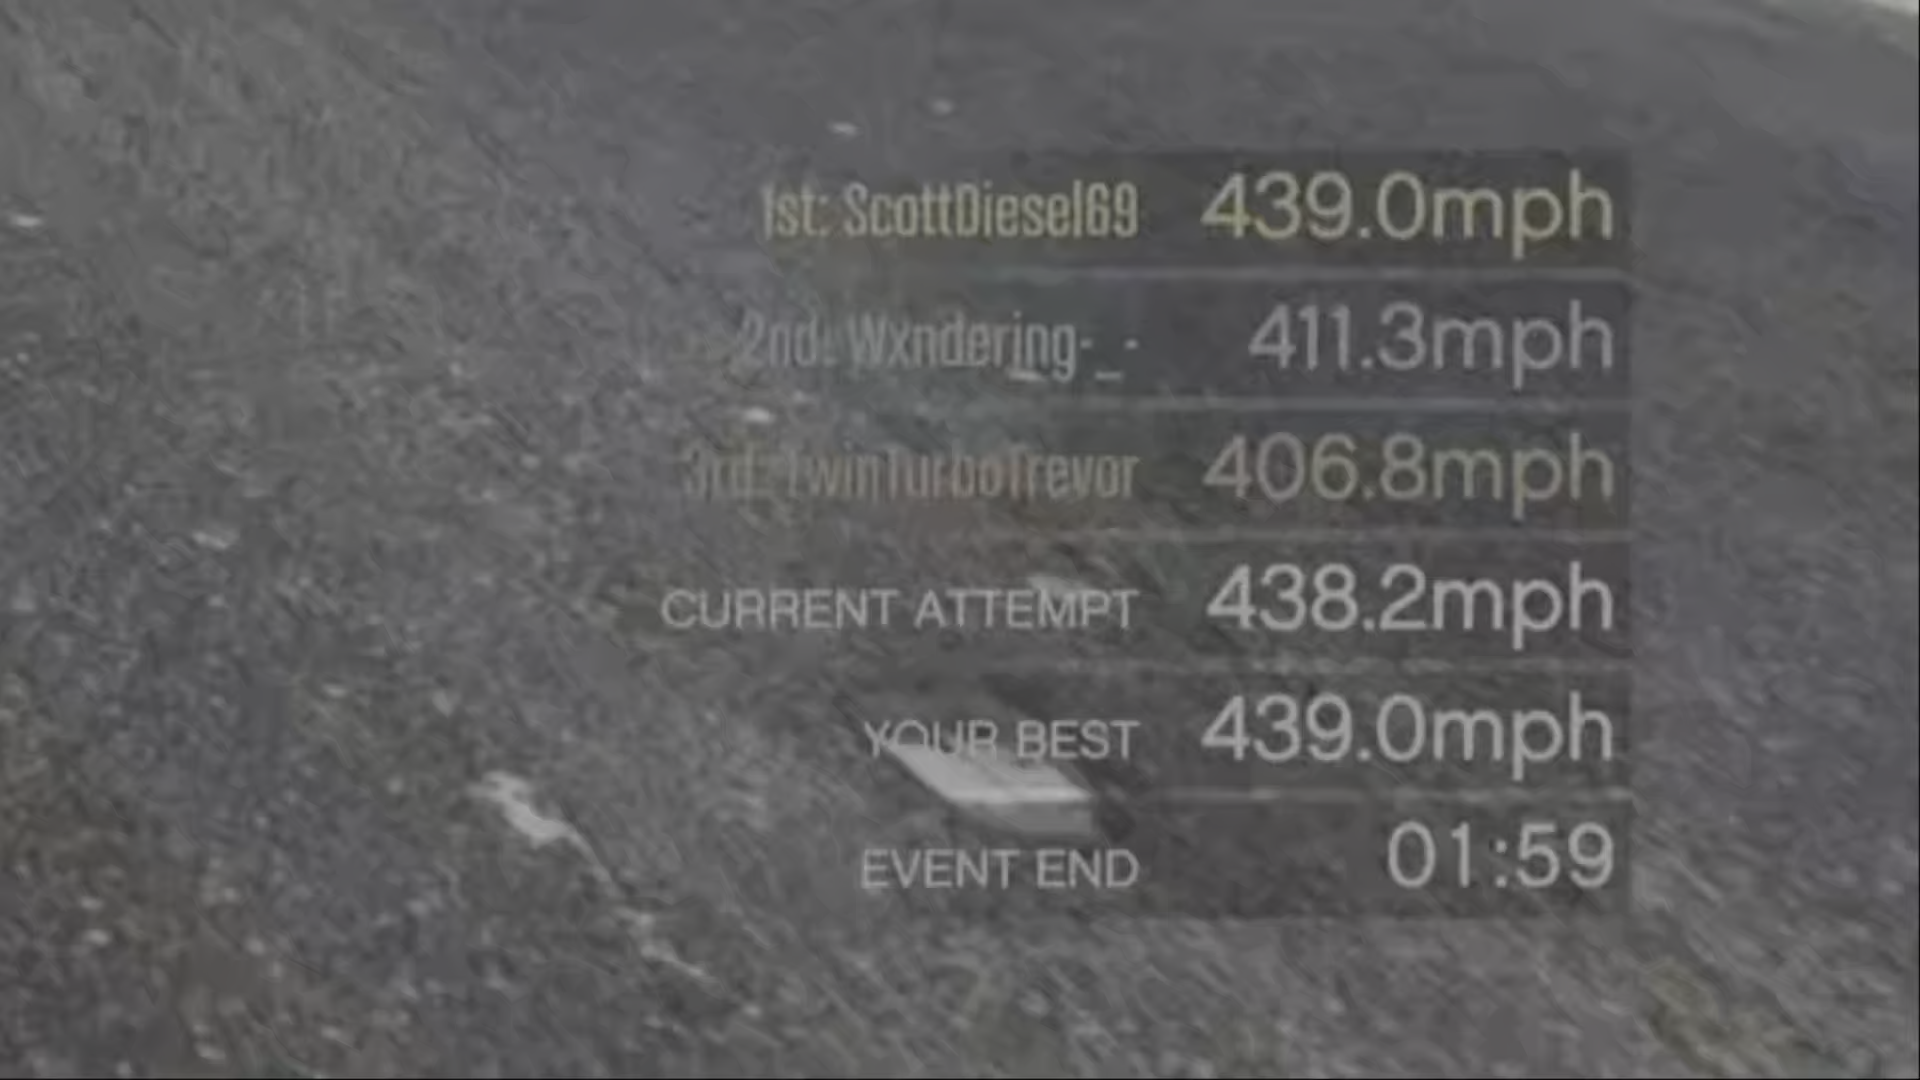 1st: ScottDiesel69 439.0mph
2nd: Wxndering-_- 411.3mph
3rd: TwinTurboTrevor 406.8mph
CURRENT ATTEMPT 438.2mph
YOUR BEST 439.0mph
EVENT END 01:59